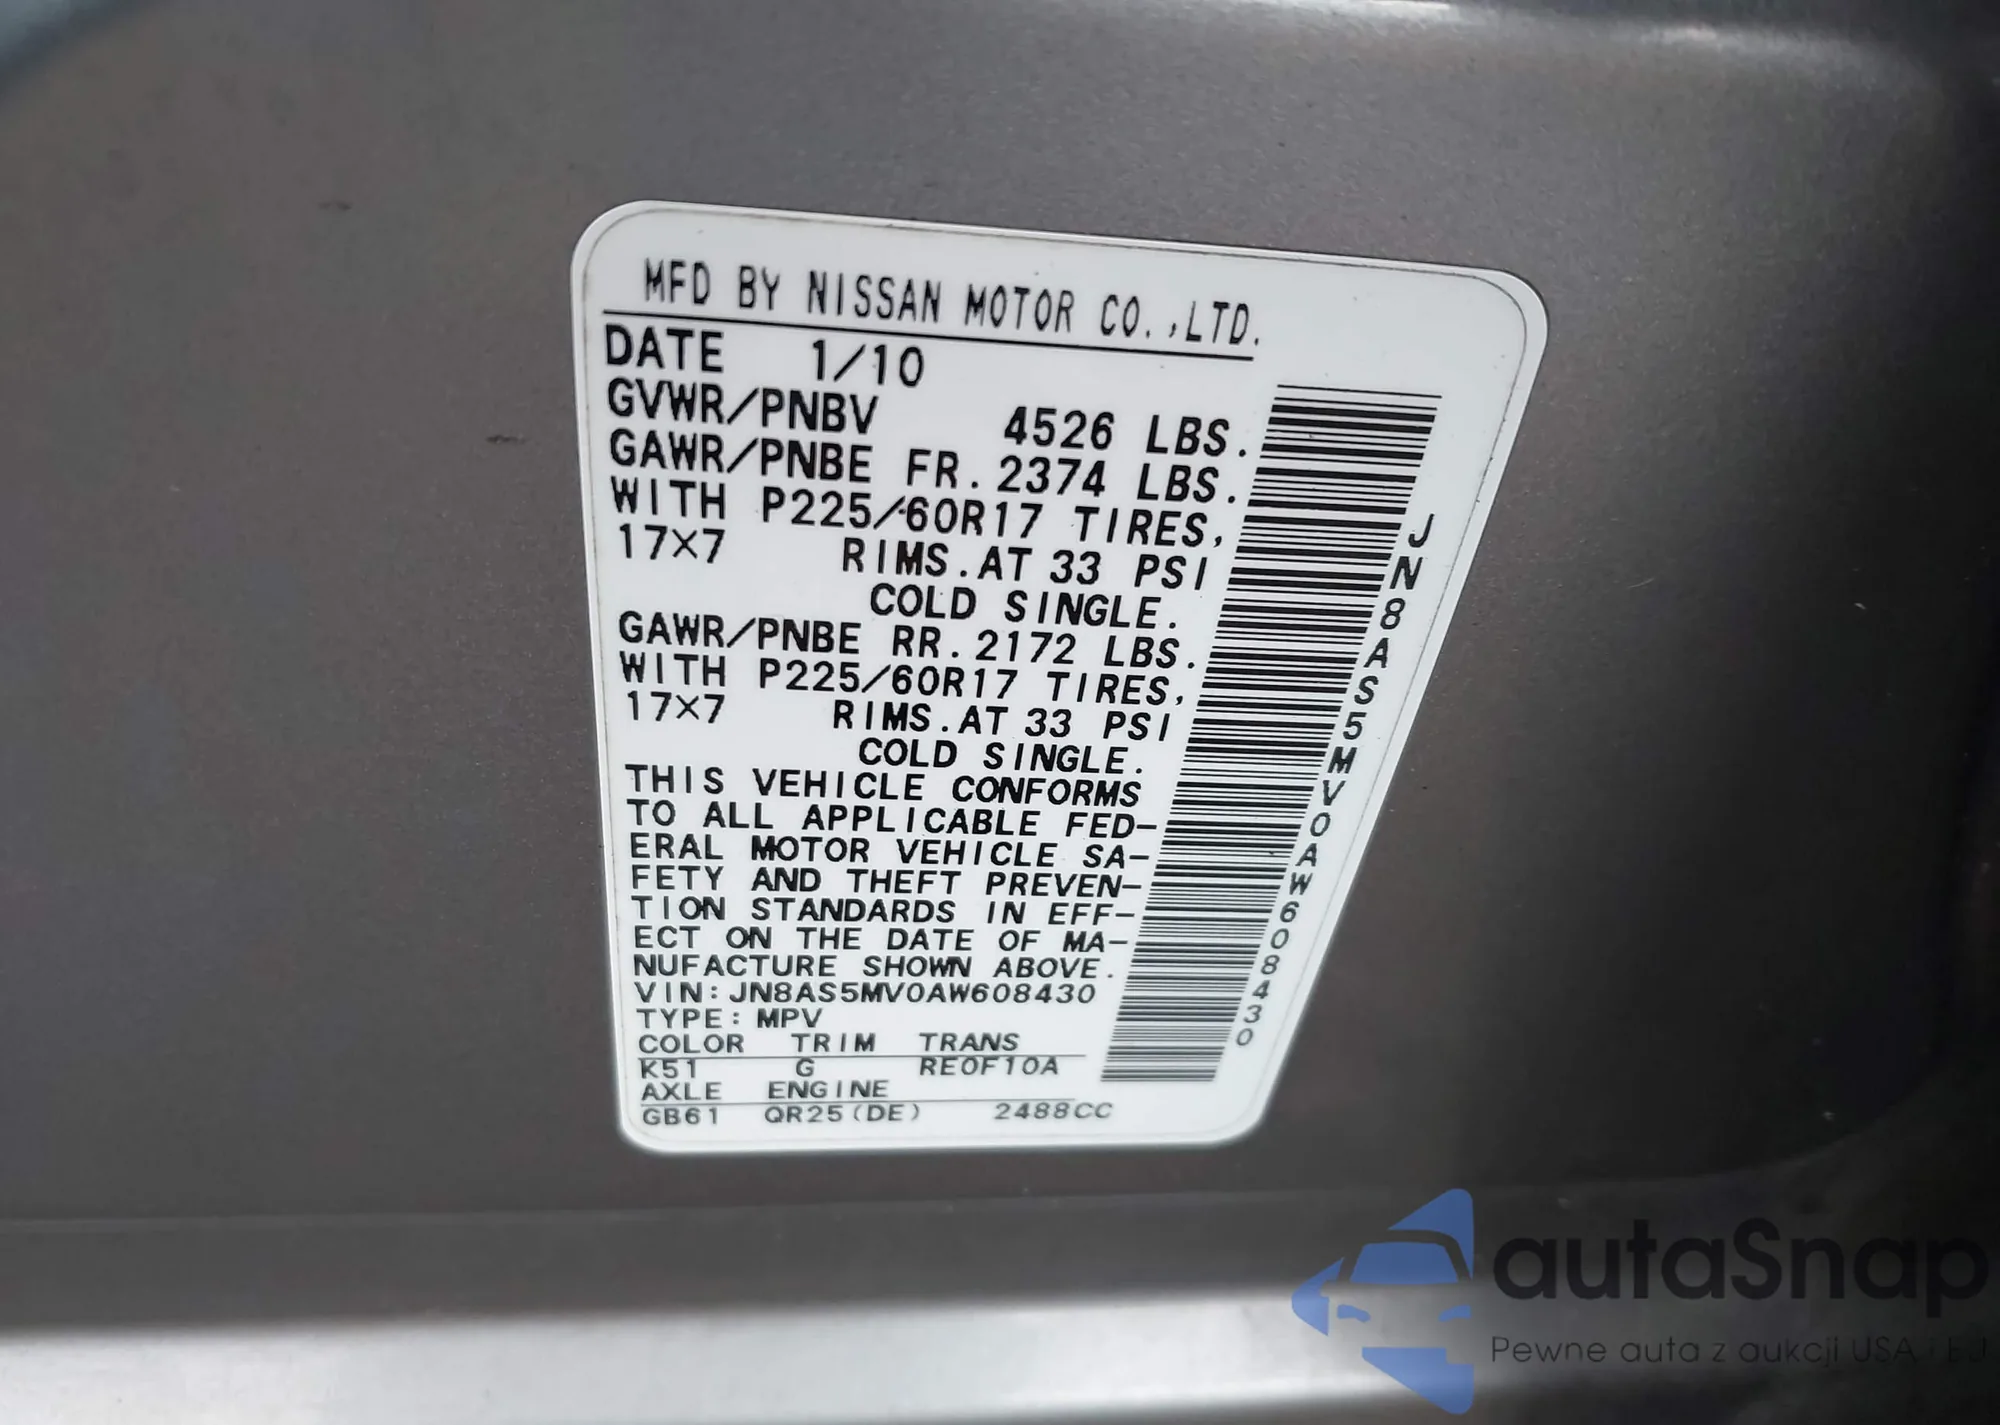 MFD BY NISSAN MOTOR CO.,LTD.
DATE 1/10
GVWR/PNBV 4526 LBS.
GAWR/PNBE FR. 2374 LBS.
WITH P225/60R17 TIRES,
17×7 RIMS. AT 33 PSI
COLD SINGLE.
GAWR/PNBE RR. 2172 LBS.
WITH P225/60R17 TIRES,
17×7 RIMS. AT 33 PSI
COLD SINGLE.
THIS VEHICLE CONFORMS
TO ALL APPLICABLE FED-
ERAL MOTOR VEHICLE SA-
FETY AND THEFT PREVEN-
TION STANDARDS IN EFF-
ECT ON THE DATE OF MA-
NUFACTURE SHOWN ABOVE.
VIN: JN8AS5MV0AW608430
TYPE: MPV
COLOR TRIM TRANS
K51 G RE0F10A
AXLE ENGINE
GB61 QR25(DE) 2488CC
JN8AS5MV0AW608430
autaSnap
Pewne auta z aukcji USA i EU